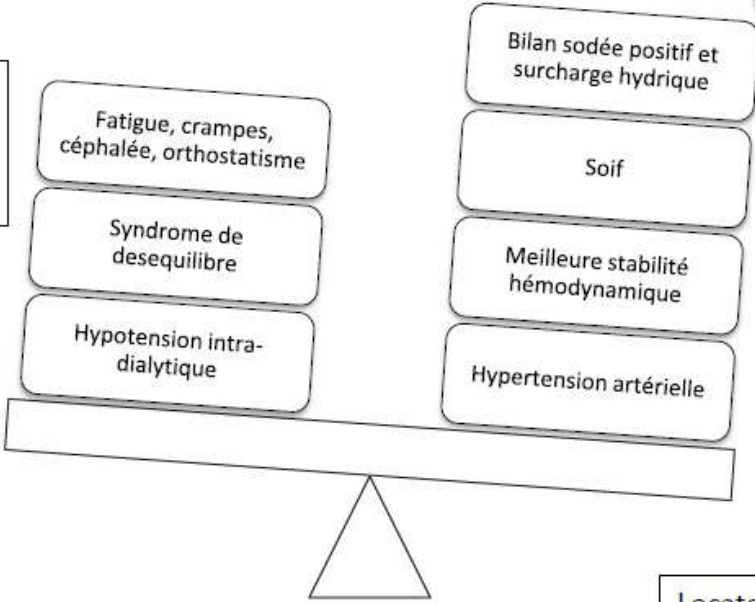 Fatigue, crampes,
céphalée, orthostatisme
Syndrome de
desequilibre
Hypotension intra-
dialytique
Bilan sodée positif et
surcharge hydrique
Soif
Meilleure stabilité
hémodynamique
Hypertension artérielle